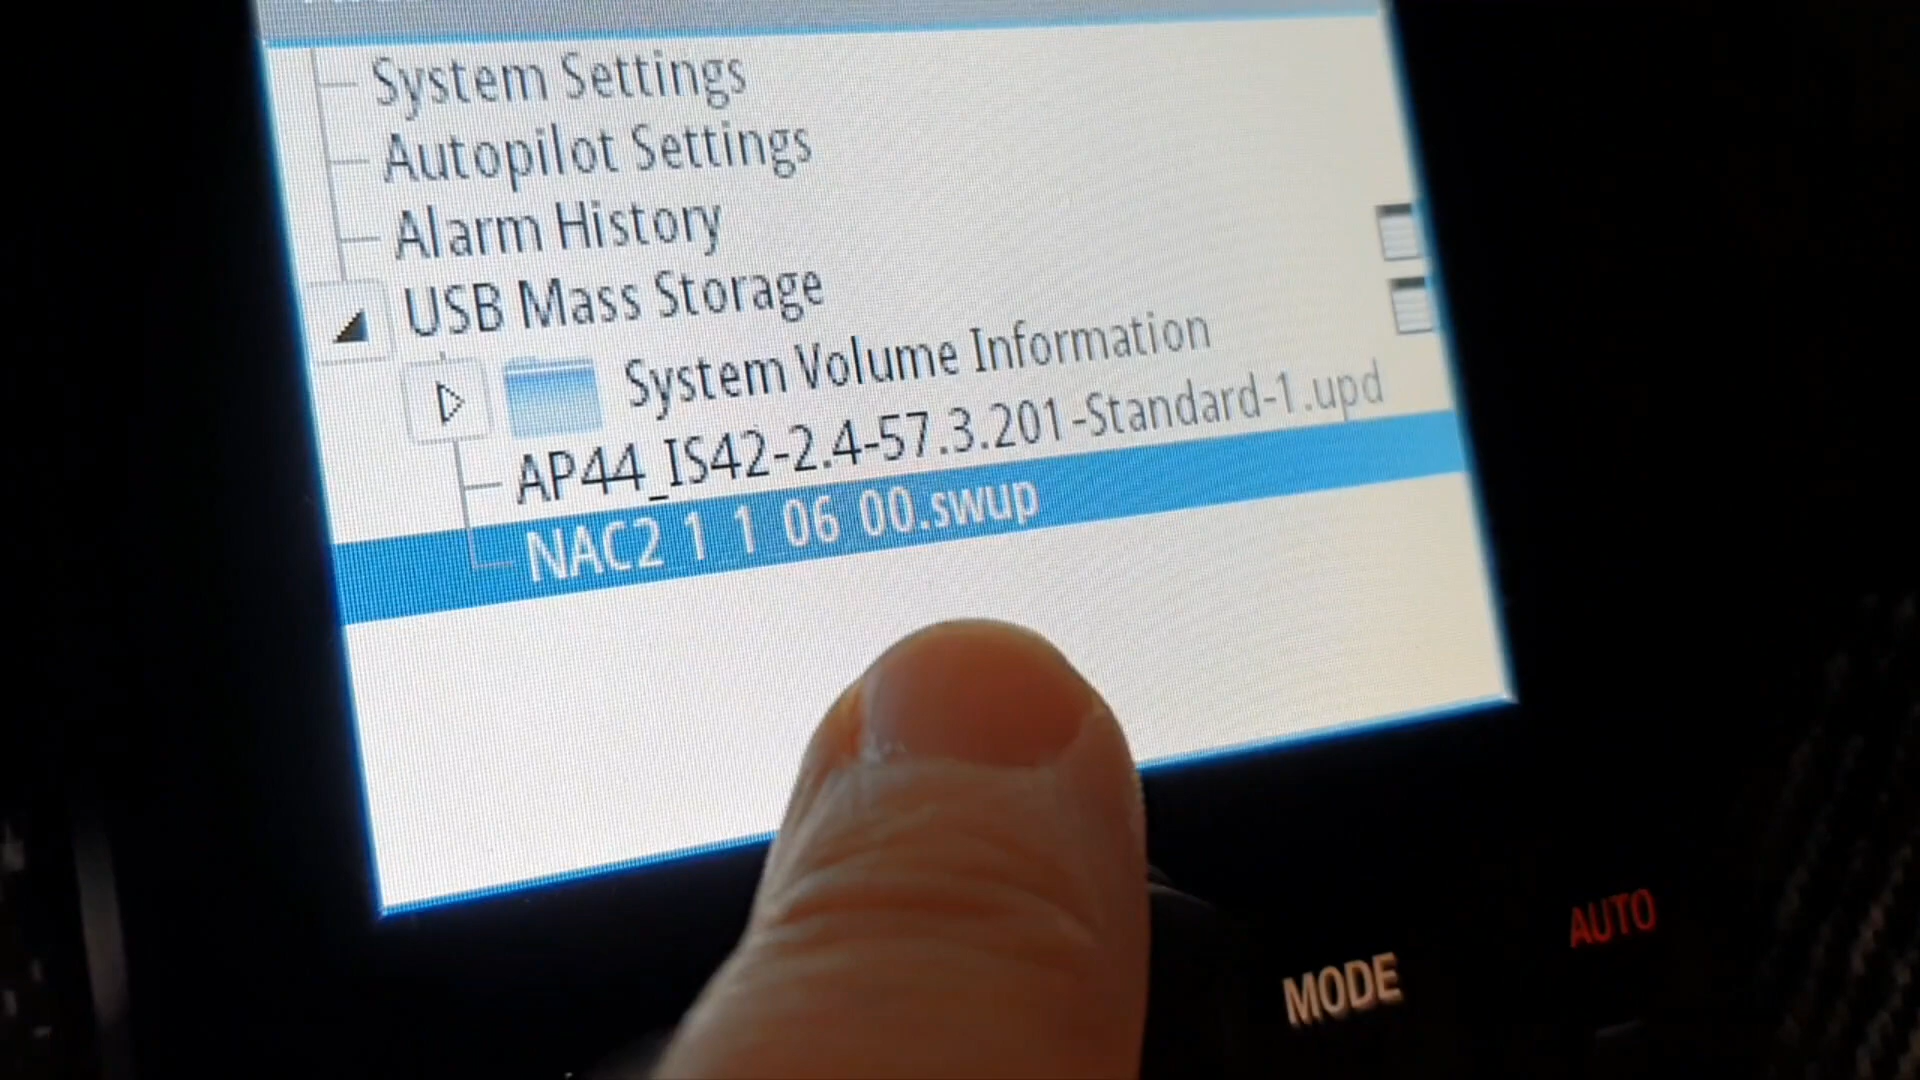 System Settings
Autopilot Settings
Alarm History
USB Mass Storage
System Volume Information
AP44_IS42-2.4-57.3.201-Standard-1.upd
NAC2 1 1 06 00.swup
MODE
AUTO